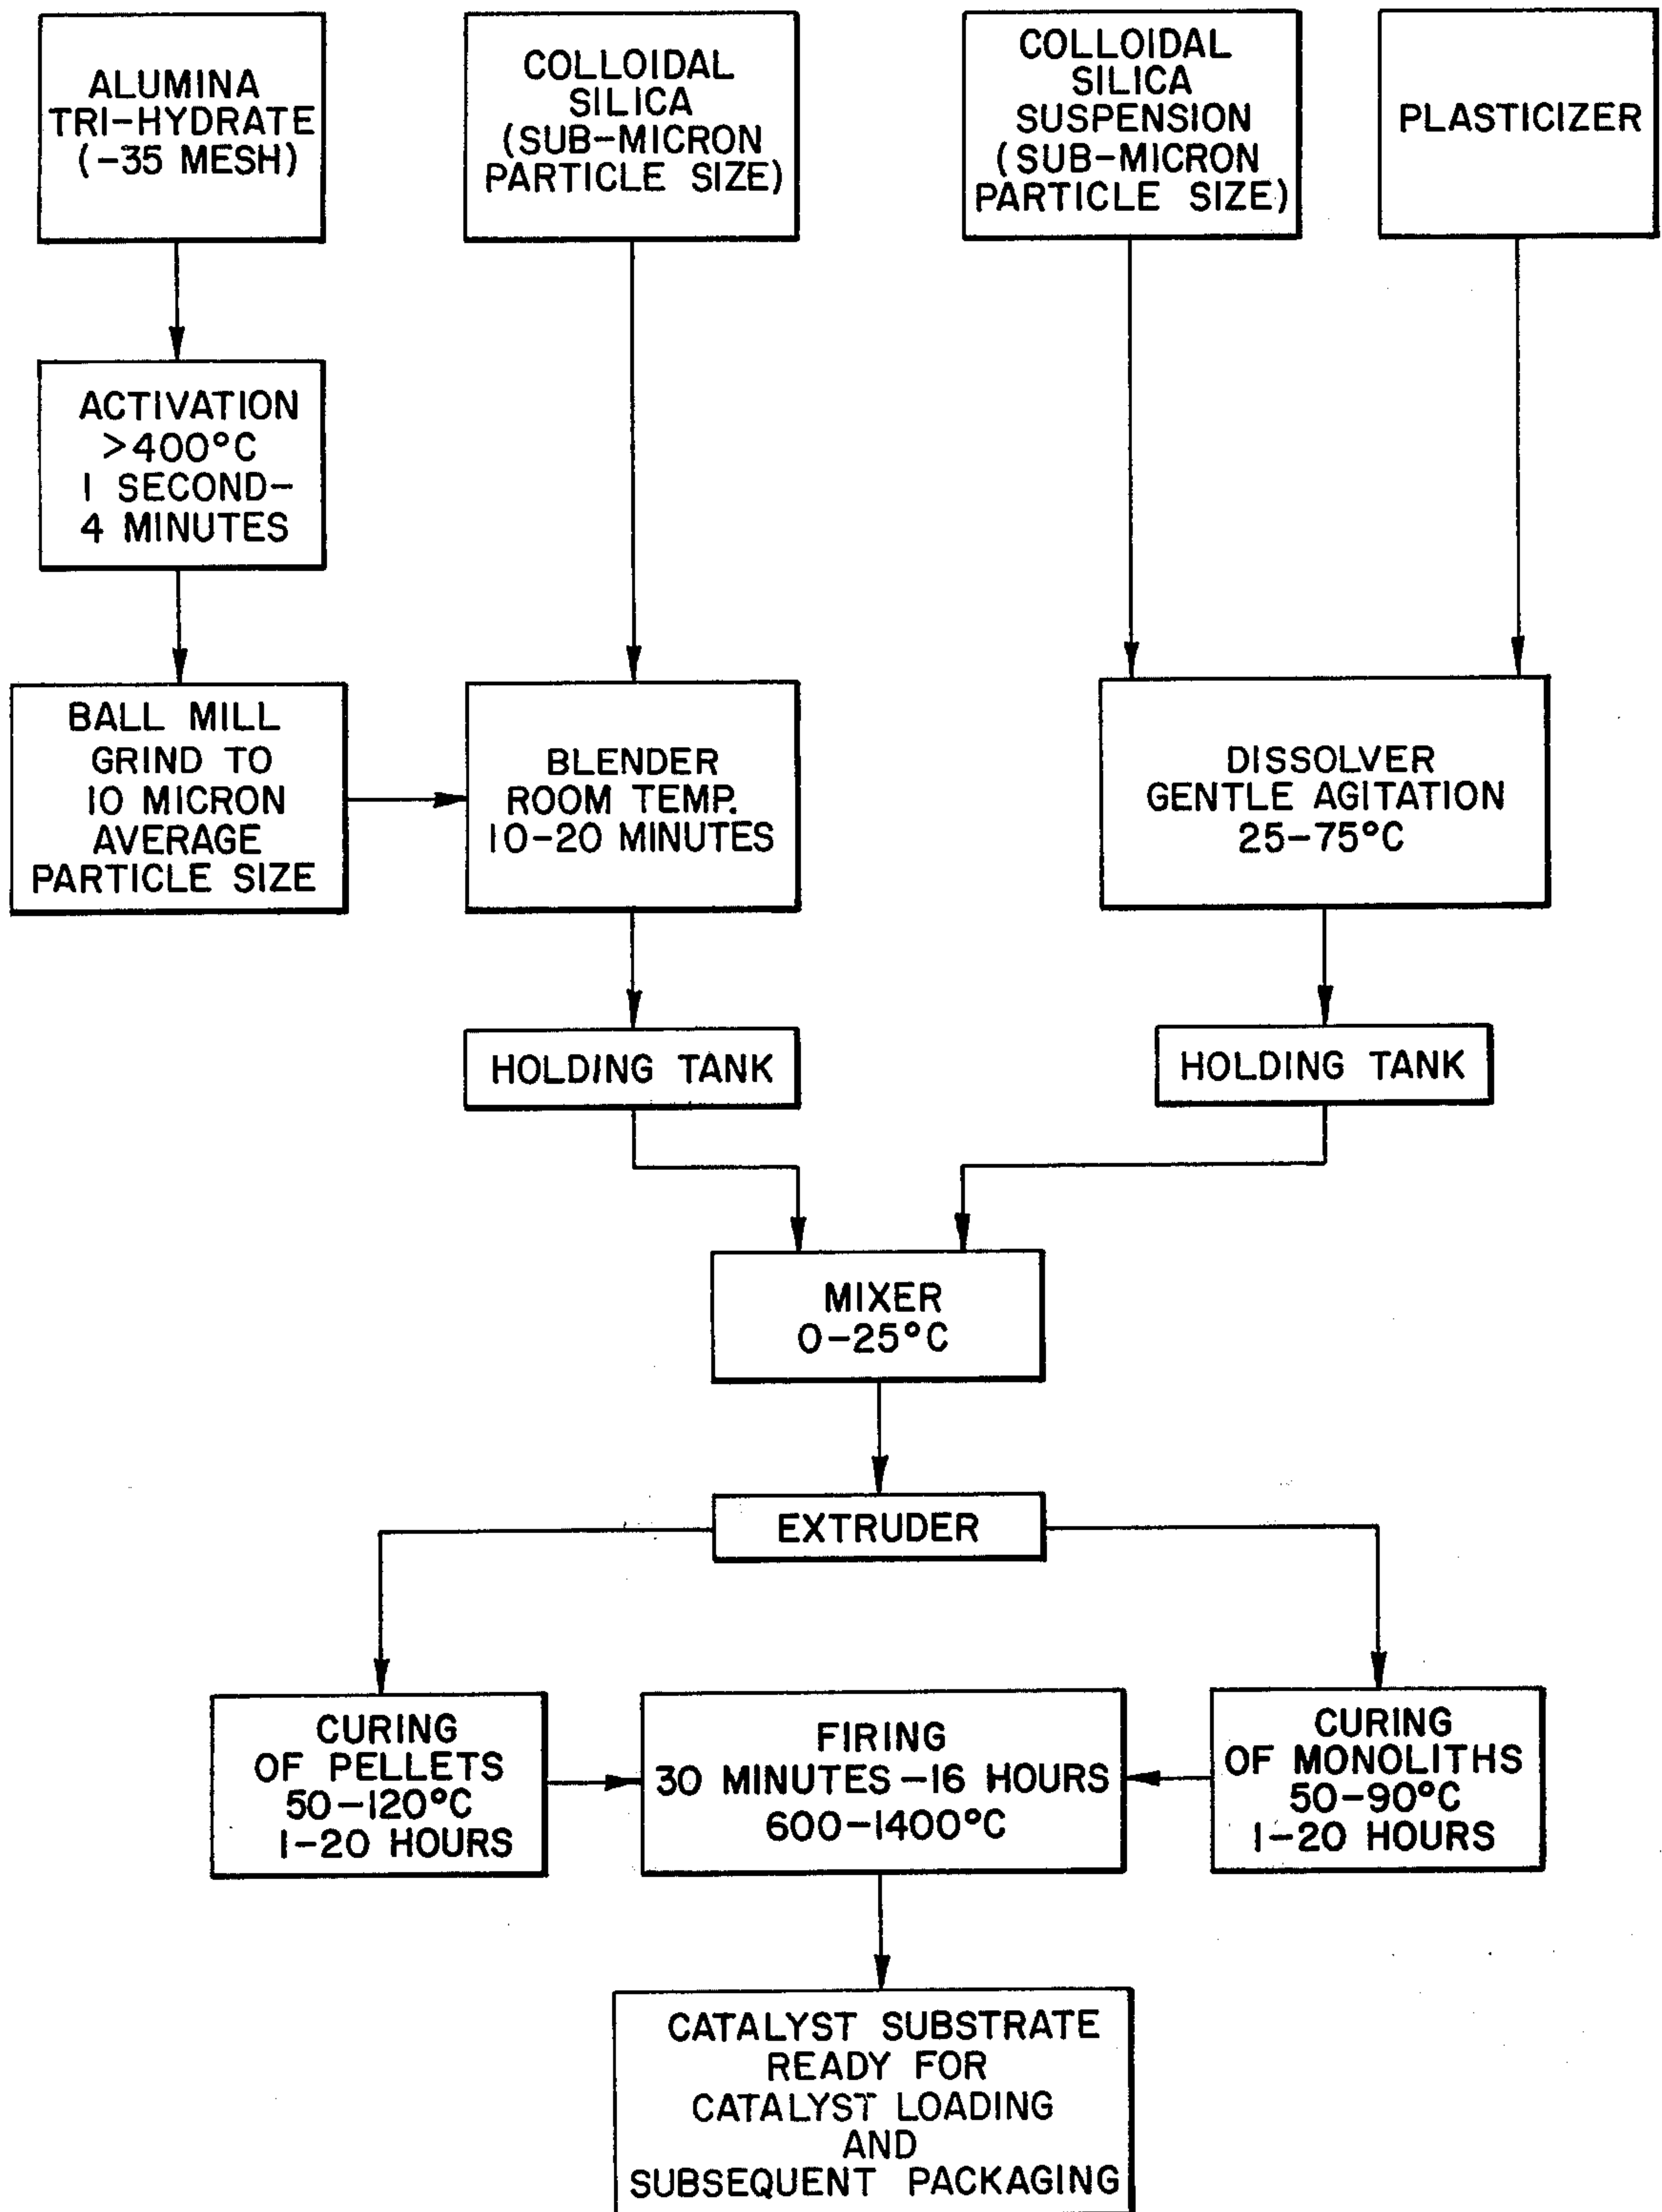 ALUMINA
TRI-HYDRATE
(-35 MESH)
COLLOIDAL
SILICA
(SUB-MICRON
PARTICLE SIZE)
COLLOIDAL
SILICA
SUSPENSION
(SUB-MICRON
PARTICLE SIZE)
PLASTICIZER
ACTIVATION
>400°C
1 SECOND-
4 MINUTES
BALL MILL
GRIND TO
10 MICRON
AVERAGE
PARTICLE SIZE
BLENDER
ROOM TEMP.
10-20 MINUTES
DISSOLVER
GENTLE AGITATION
25-75°C
HOLDING TANK
HOLDING TANK
MIXER
0-25°C
EXTRUDER
CURING
OF PELLETS
50-120°C
1-20 HOURS
FIRING
30 MINUTES-16 HOURS
600-1400°C
CURING
OF MONOLITHS
50-90°C
1-20 HOURS
CATALYST SUBSTRATE
READY FOR
CATALYST LOADING
AND
SUBSEQUENT PACKAGING